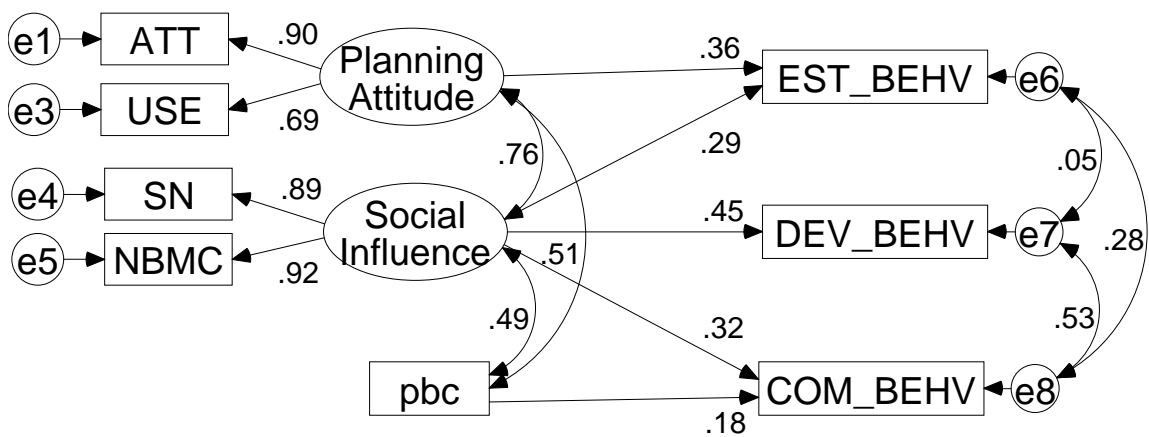 e1
ATT
.90
Planning
Attitude
.36
EST_BEHV
e6
e3
USE
.69
.76
.29
.05
e4
SN
.89
Social
Influence
.45
DEV_BEHV
e7
.28
e5
NBMC
.92
.51
.49
.32
.53
pbc
.18
COM_BEHV
e8